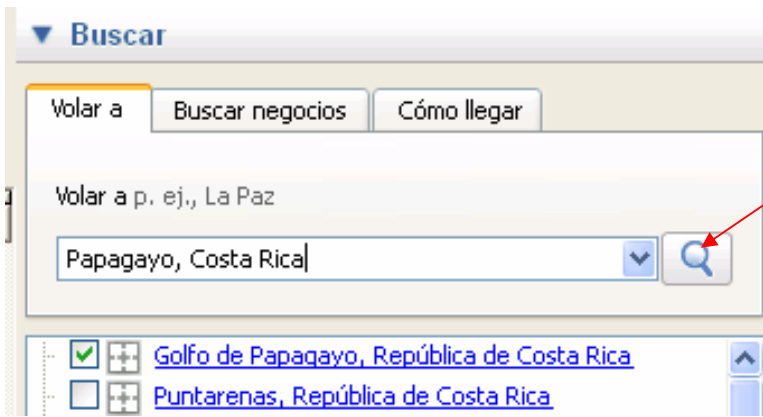 Buscar
Volar a Buscar negocios Cómo llegar
Volar a p. ej., La Paz
Papagayo, Costa Rica
Golfo de Papagayo, República de Costa Rica
Puntarenas, República de Costa Rica